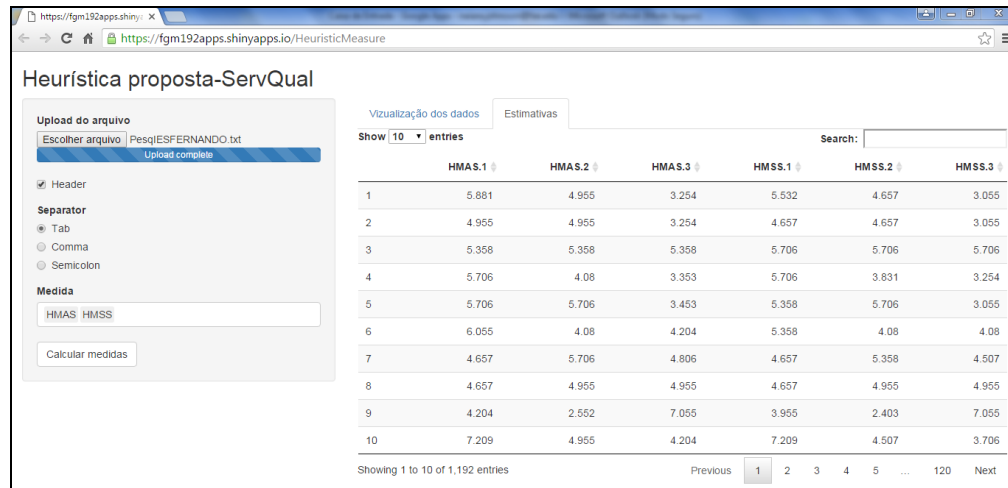 https://fgm192apps.shiny
https://fgm192apps.shinyapps.io/HeuristicMeasure
Heurística proposta-ServQual
Upload do arquivo
Escolher arquivo PesqIESFERNANDO.txt
Upload complete
Header
Separator
Tab
Comma
Semicolon
Medida
HMAS HMSS
Calcular medidas
Vizualização dos dados Estimativas
Show 10 entries Search:
HMAS.1 HMAS.2 HMAS.3 HMSS.1 HMSS.2 HMSS.3
1 5.881 4.955 3.254 5.532 4.657 3.055
2 4.955 4.955 3.254 4.657 4.657 3.055
3 5.358 5.358 5.358 5.706 5.706 5.706
4 5.706 4.08 3.353 5.706 3.831 3.254
5 5.706 5.706 3.453 5.358 5.706 3.055
6 6.055 4.08 4.204 5.358 4.08 4.08
7 4.657 5.706 4.806 4.657 5.358 4.507
8 4.657 4.955 4.955 4.657 4.955 4.955
9 4.204 2.552 7.055 3.955 2.403 7.055
10 7.209 4.955 4.204 7.209 4.507 3.706
Showing 1 to 10 of 1,192 entries Previous 1 2 3 4 5 ... 120 Next